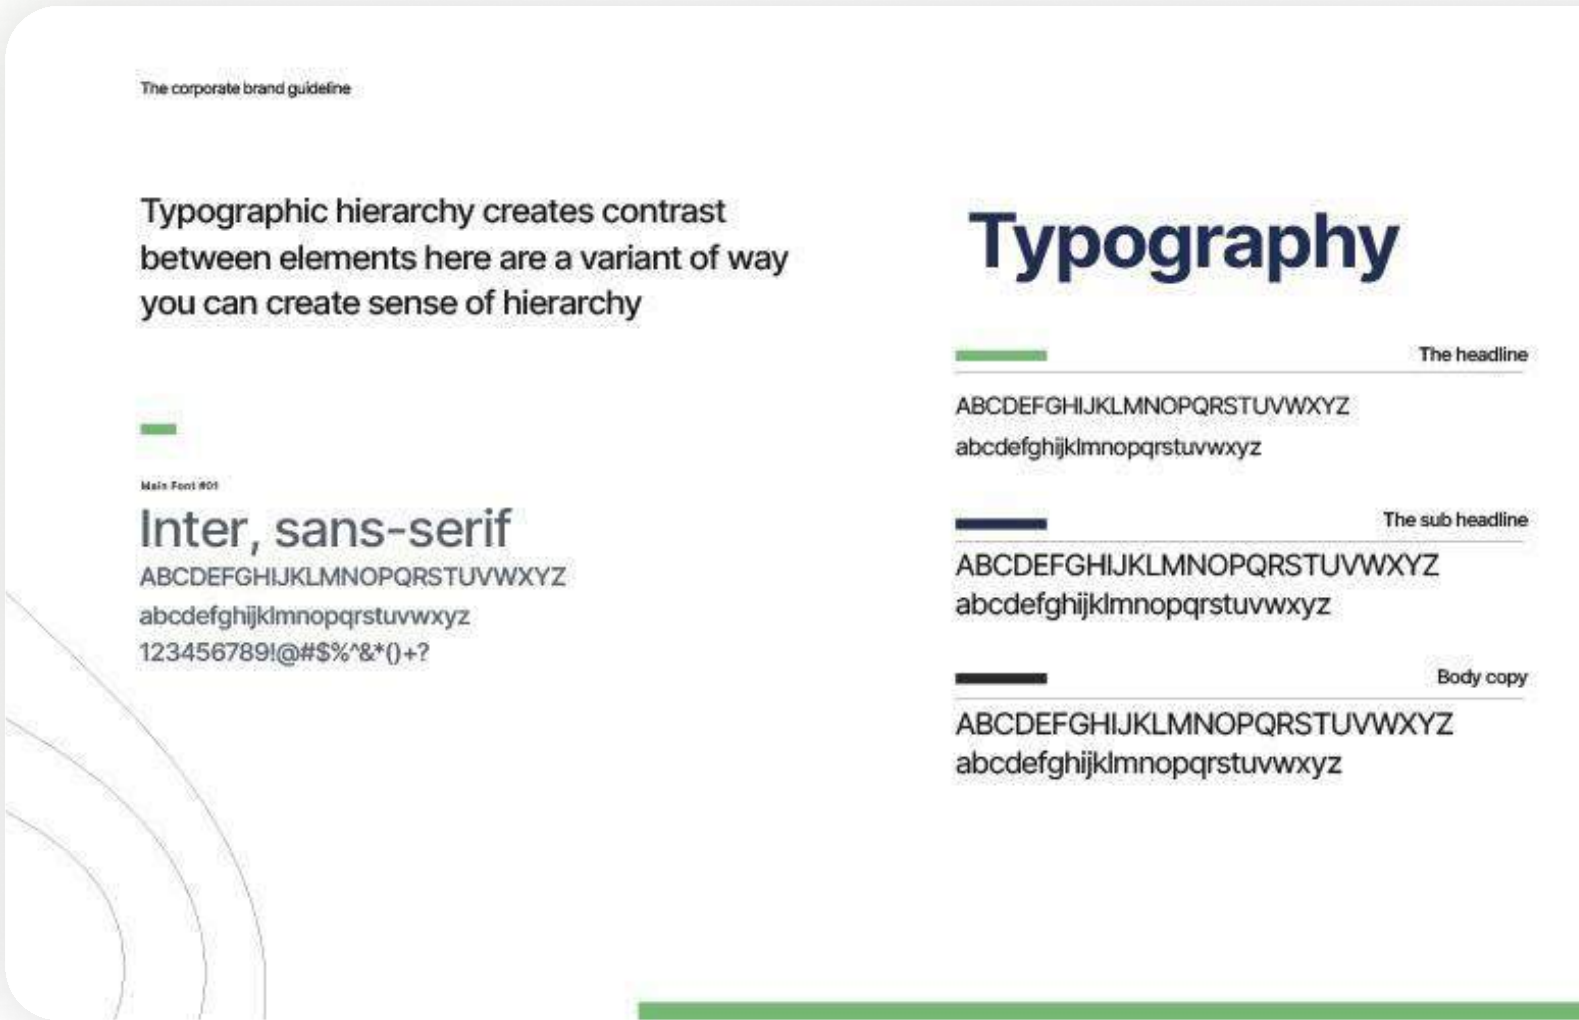 The corporate brand guideline
Typographic hierarchy creates contrast
between elements here are a variant of way
you can create sense of hierarchy
Main Font #01
Inter, sans-serif
ABCDEFGHIJKLMNOPQRSTUVWXYZ
abcdefghijklmnopqrstuvwxyz
123456789!@#$%^&*()+?
Typography
The headline
ABCDEFGHIJKLMNOPQRSTUVWXYZ
abcdefghijklmnopqrstuvwxyz
The sub headline
ABCDEFGHIJKLMNOPQRSTUVWXYZ
abcdefghijklmnopqrstuvwxyz
Body copy
ABCDEFGHIJKLMNOPQRSTUVWXYZ
abcdefghijklmnopqrstuvwxyz